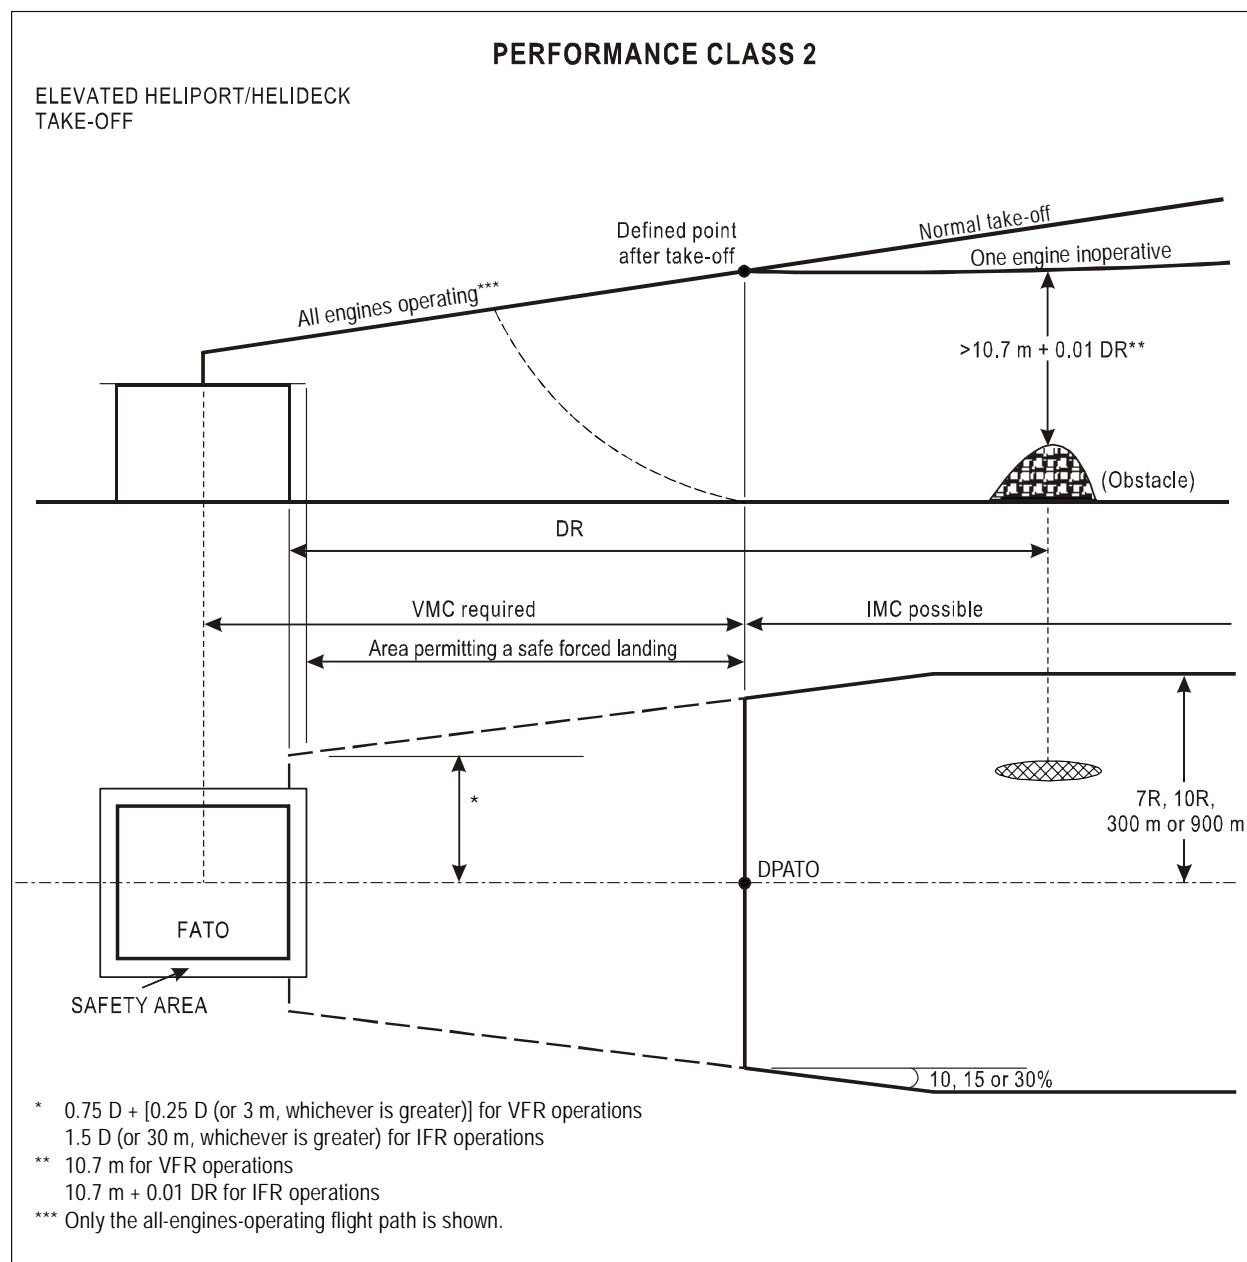 PERFORMANCE CLASS 2
ELEVATED HELIPORT/HELIDECK
TAKE-OFF
Defined point
after take-off
Normal take-off
One engine inoperative
All engines operating***
>10.7 m + 0.01 DR**
(Obstacle)
DR
VMC required
IMC possible
Area permitting a safe forced landing
*
7R, 10R,
300 m or 900 m
DPATO
FATO
SAFETY AREA
10, 15 or 30%
* 0.75 D + [0.25 D (or 3 m, whichever is greater)] for VFR operations
1.5 D (or 30 m, whichever is greater) for IFR operations
** 10.7 m for VFR operations
10.7 m + 0.01 DR for IFR operations
*** Only the all-engines-operating flight path is shown.